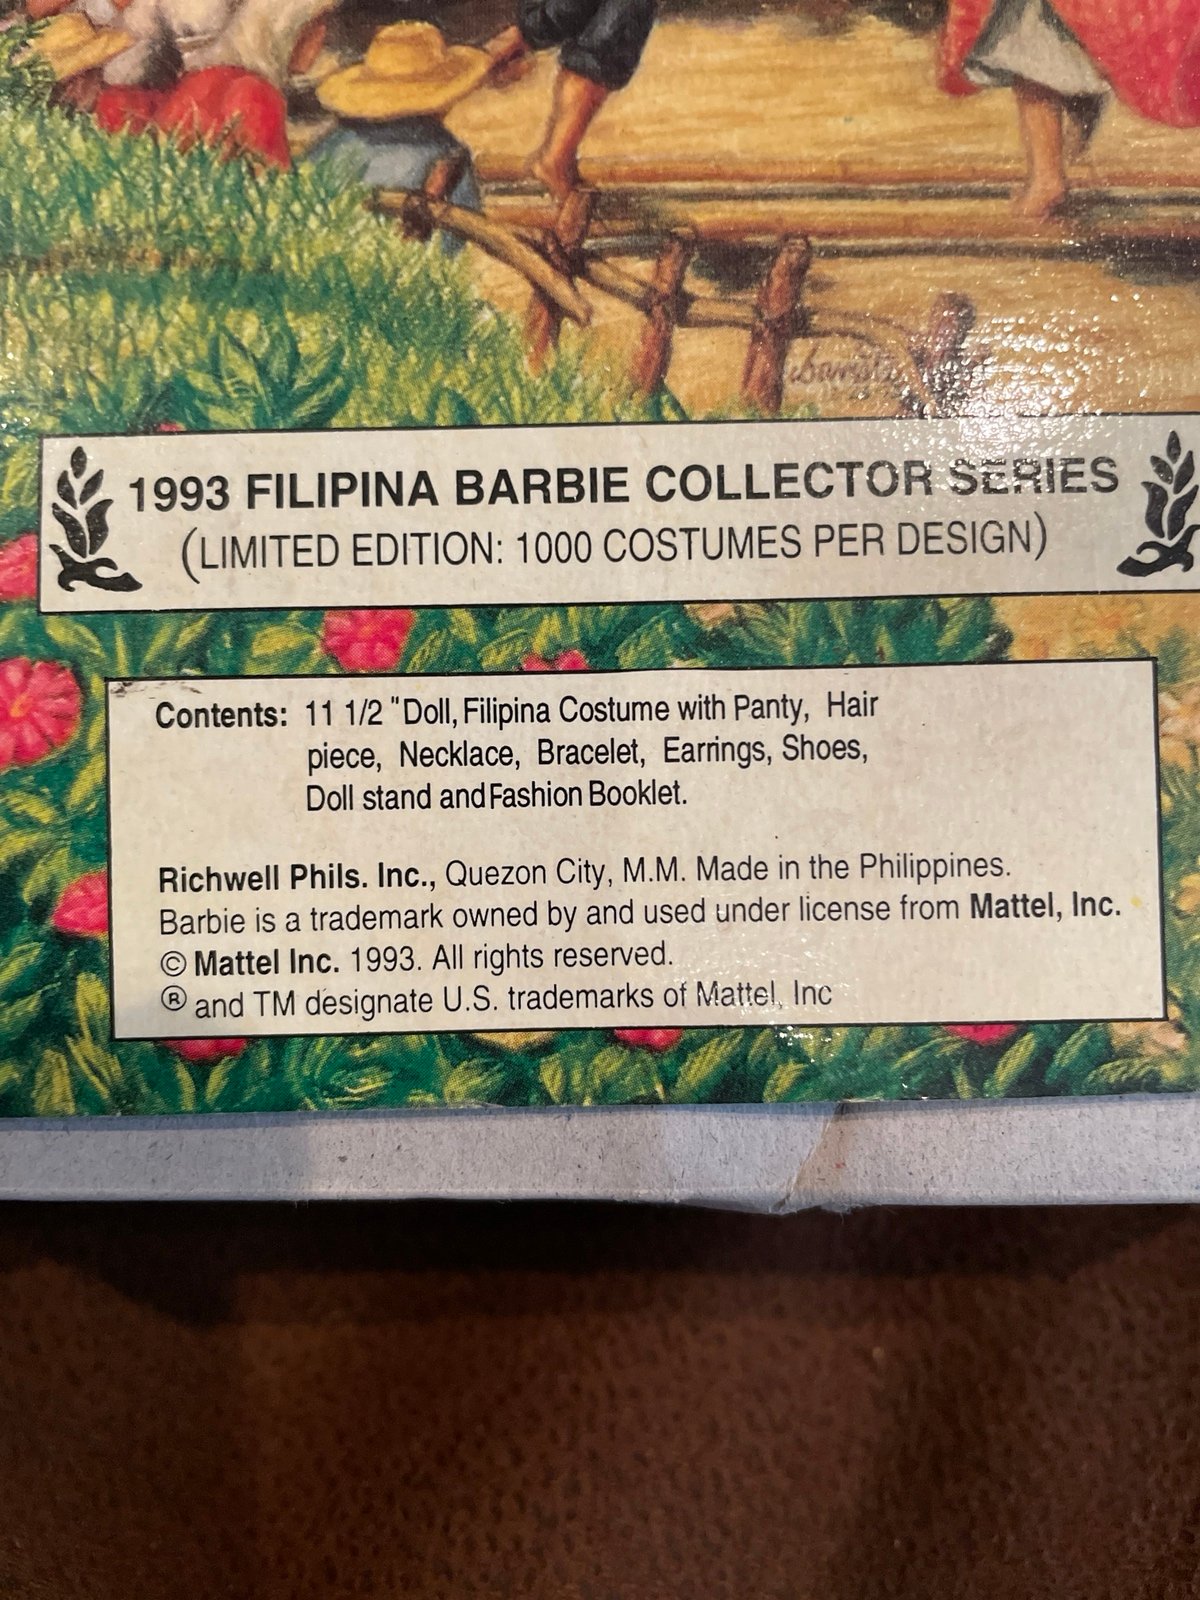 1993 FILIPINA BARBIE COLLECTOR SERIES
(LIMITED EDITION: 1000 COSTUMES PER DESIGN)
Contents: 11 1/2 "Doll, Filipina Costume with Panty, Hair
piece, Necklace, Bracelet, Earrings, Shoes,
Doll stand and Fashion Booklet.
Richwell Phils. Inc., Quezon City, M.M. Made in the Philippines.
Barbie is a trademark owned by and used under license from Mattel, Inc.
© Mattel Inc. 1993. All rights reserved.
® and TM designate U.S. trademarks of Mattel, Inc